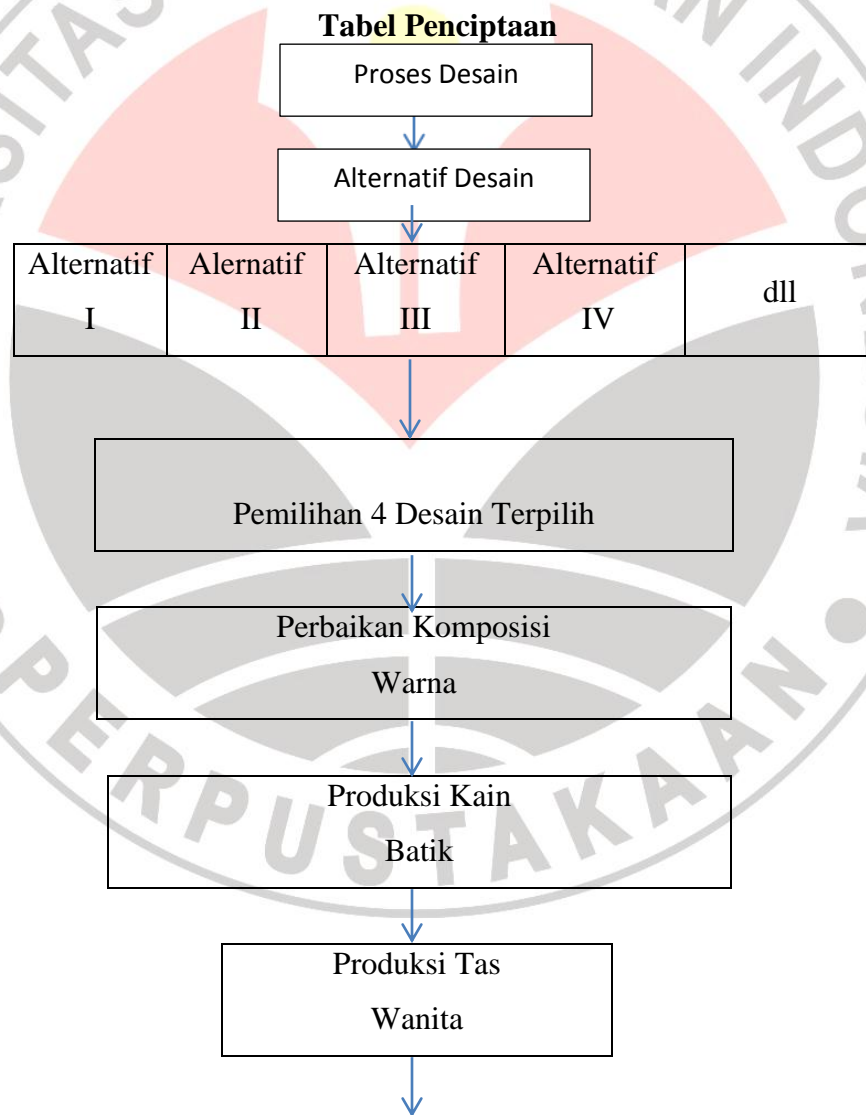 Tabel Penciptaan
Proses Desain
Alternatif Desain
Alternatif I
Alernatif II
Alternatif III
Alternatif IV
dll
Pemilihan 4 Desain Terpilih
Perbaikan Komposisi
Warna
Produksi Kain
Batik
Produksi Tas
Wanita
PERPUSTAKAAN